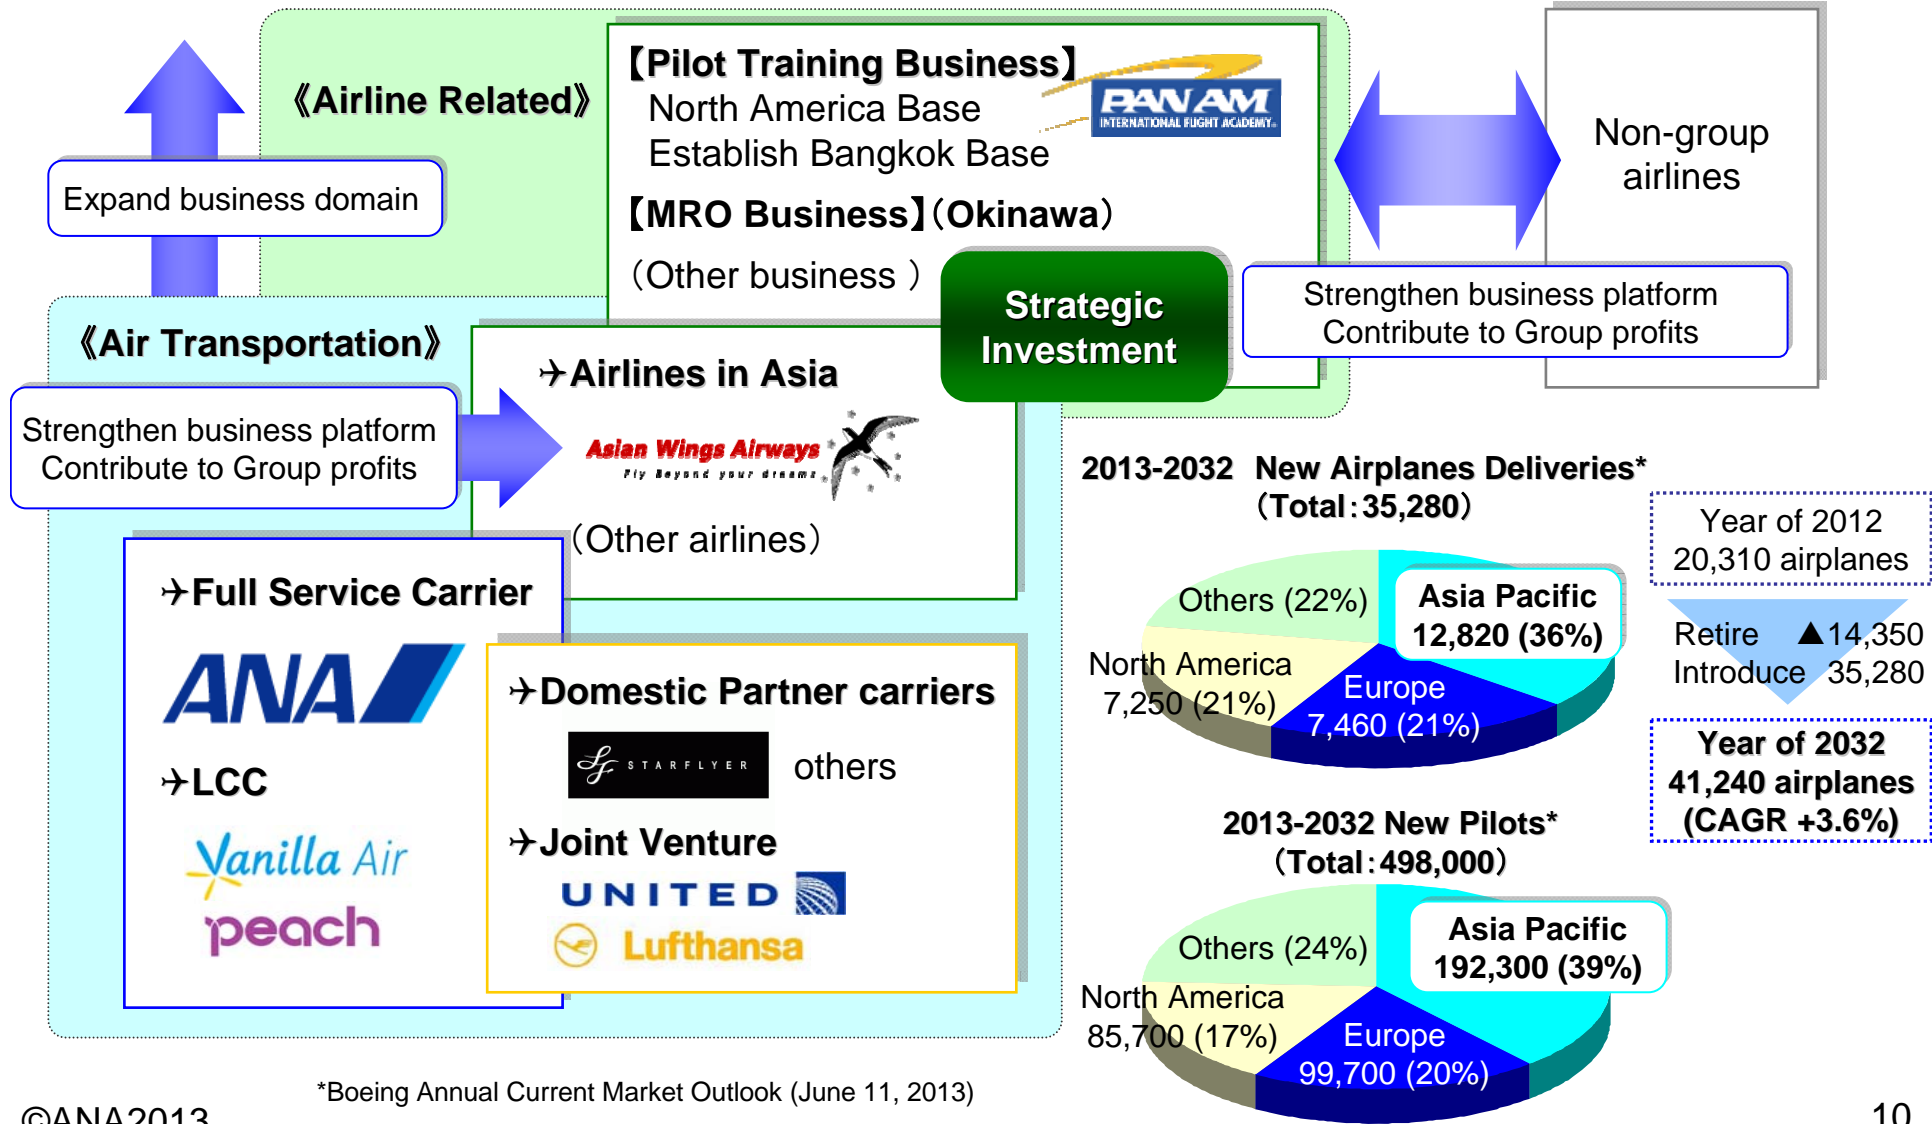 《Airline Related》
【Pilot Training Business】
North America Base
Establish Bangkok Base
PAN AM
INTERNATIONAL FLIGHT ACADEMY
【MRO Business】（Okinawa）
（Other business ）
Expand business domain
Non-group
airlines
Strategic
Investment
Strengthen business platform
Contribute to Group profits
《Air Transportation》
Strengthen business platform
Contribute to Group profits
✈Airlines in Asia
Asian Wings Airways
Fly Beyond your dreams
（Other airlines）
✈Full Service Carrier
ANA
✈LCC
Vanilla Air
peach
✈Domestic Partner carriers
STARFLYER
others
✈Joint Venture
UNITED
Lufthansa
2013-2032 New Airplanes Deliveries*
（Total：35,280）
Others (22%)
Asia Pacific
12,820 (36%)
North America
7,250 (21%)
Europe
7,460 (21%)
Year of 2012
20,310 airplanes
Retire ▲14,350
Introduce 35,280
Year of 2032
41,240 airplanes
(CAGR +3.6%)
2013-2032 New Pilots*
（Total：498,000）
Others (24%)
Asia Pacific
192,300 (39%)
North America
85,700 (17%)
Europe
99,700 (20%)
*Boeing Annual Current Market Outlook (June 11, 2013)
©ANA2013
10